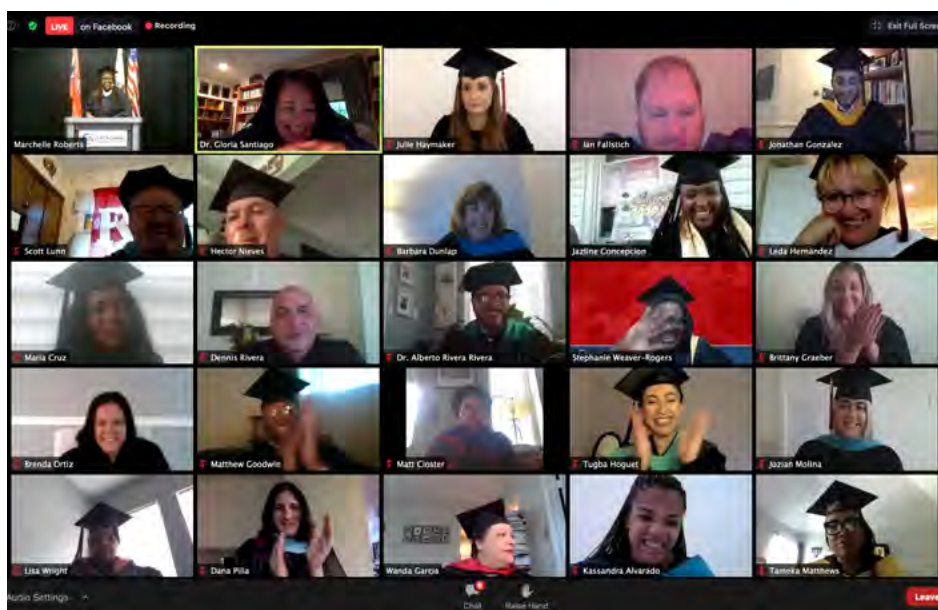 LIVE on Facebook Recording
Exit Full Scree
Marchelle Roberts
Dr. Gloria Santiago
Julie Haymaker
Ian Fallstich
Jonathan Gonzalez
Scott Lunn
Hector Nieves
Barbara Dunlap
Jazline Concepcion
Leda Hernández
Maria Cruz
Dennis Rivera
Dr. Alberto Rivera Rivera
Stephanie Weaver-Rogers
Brittany Graeber
Brenda Ortiz
Matthew Goodwin
Matt Closter
Tugba Hoguet
Jozian Molina
Lisa Wright
Dana Pilla
Wanda Garcia
Kassandra Alvarado
Tameka Matthews
Audio Settings
Chat
Raise Hand
Leave